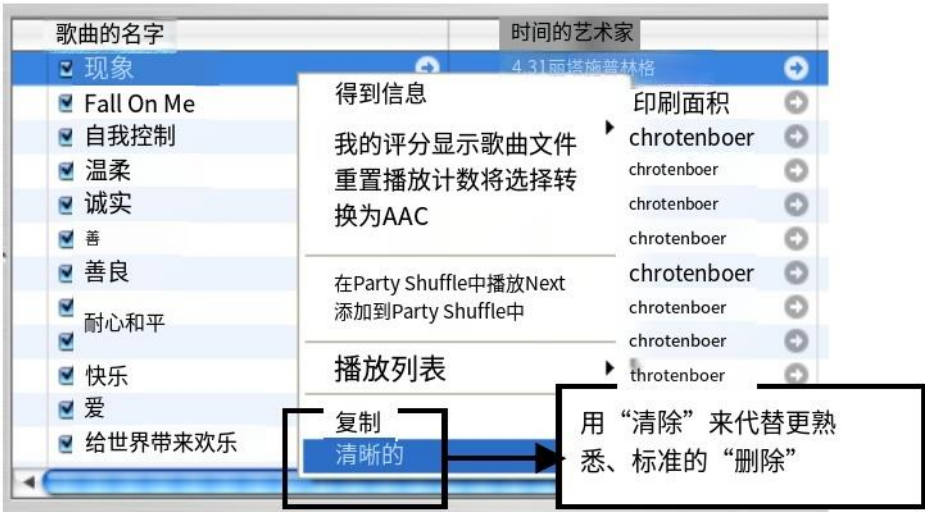 歌曲的名字
时间的艺术家
现象
4.31丽塔施普林格
Fall On Me
自我控制
温柔
诚实
善
善良
耐心和平
快乐
爱
给世界带来欢乐
得到信息
我的评分显示歌曲文件
重置播放计数将选择转
换为AAC
在Party Shuffle中播放Next
添加到Party Shuffle中
播放列表
复制
清晰的
印刷面积
chrotenboer
chrotenboer
chrotenboer
chrotenboer
chrotenboer
chrotenboer
chrotenboer
throtenboer
用“清除”来代替更熟
悉、标准的“删除”